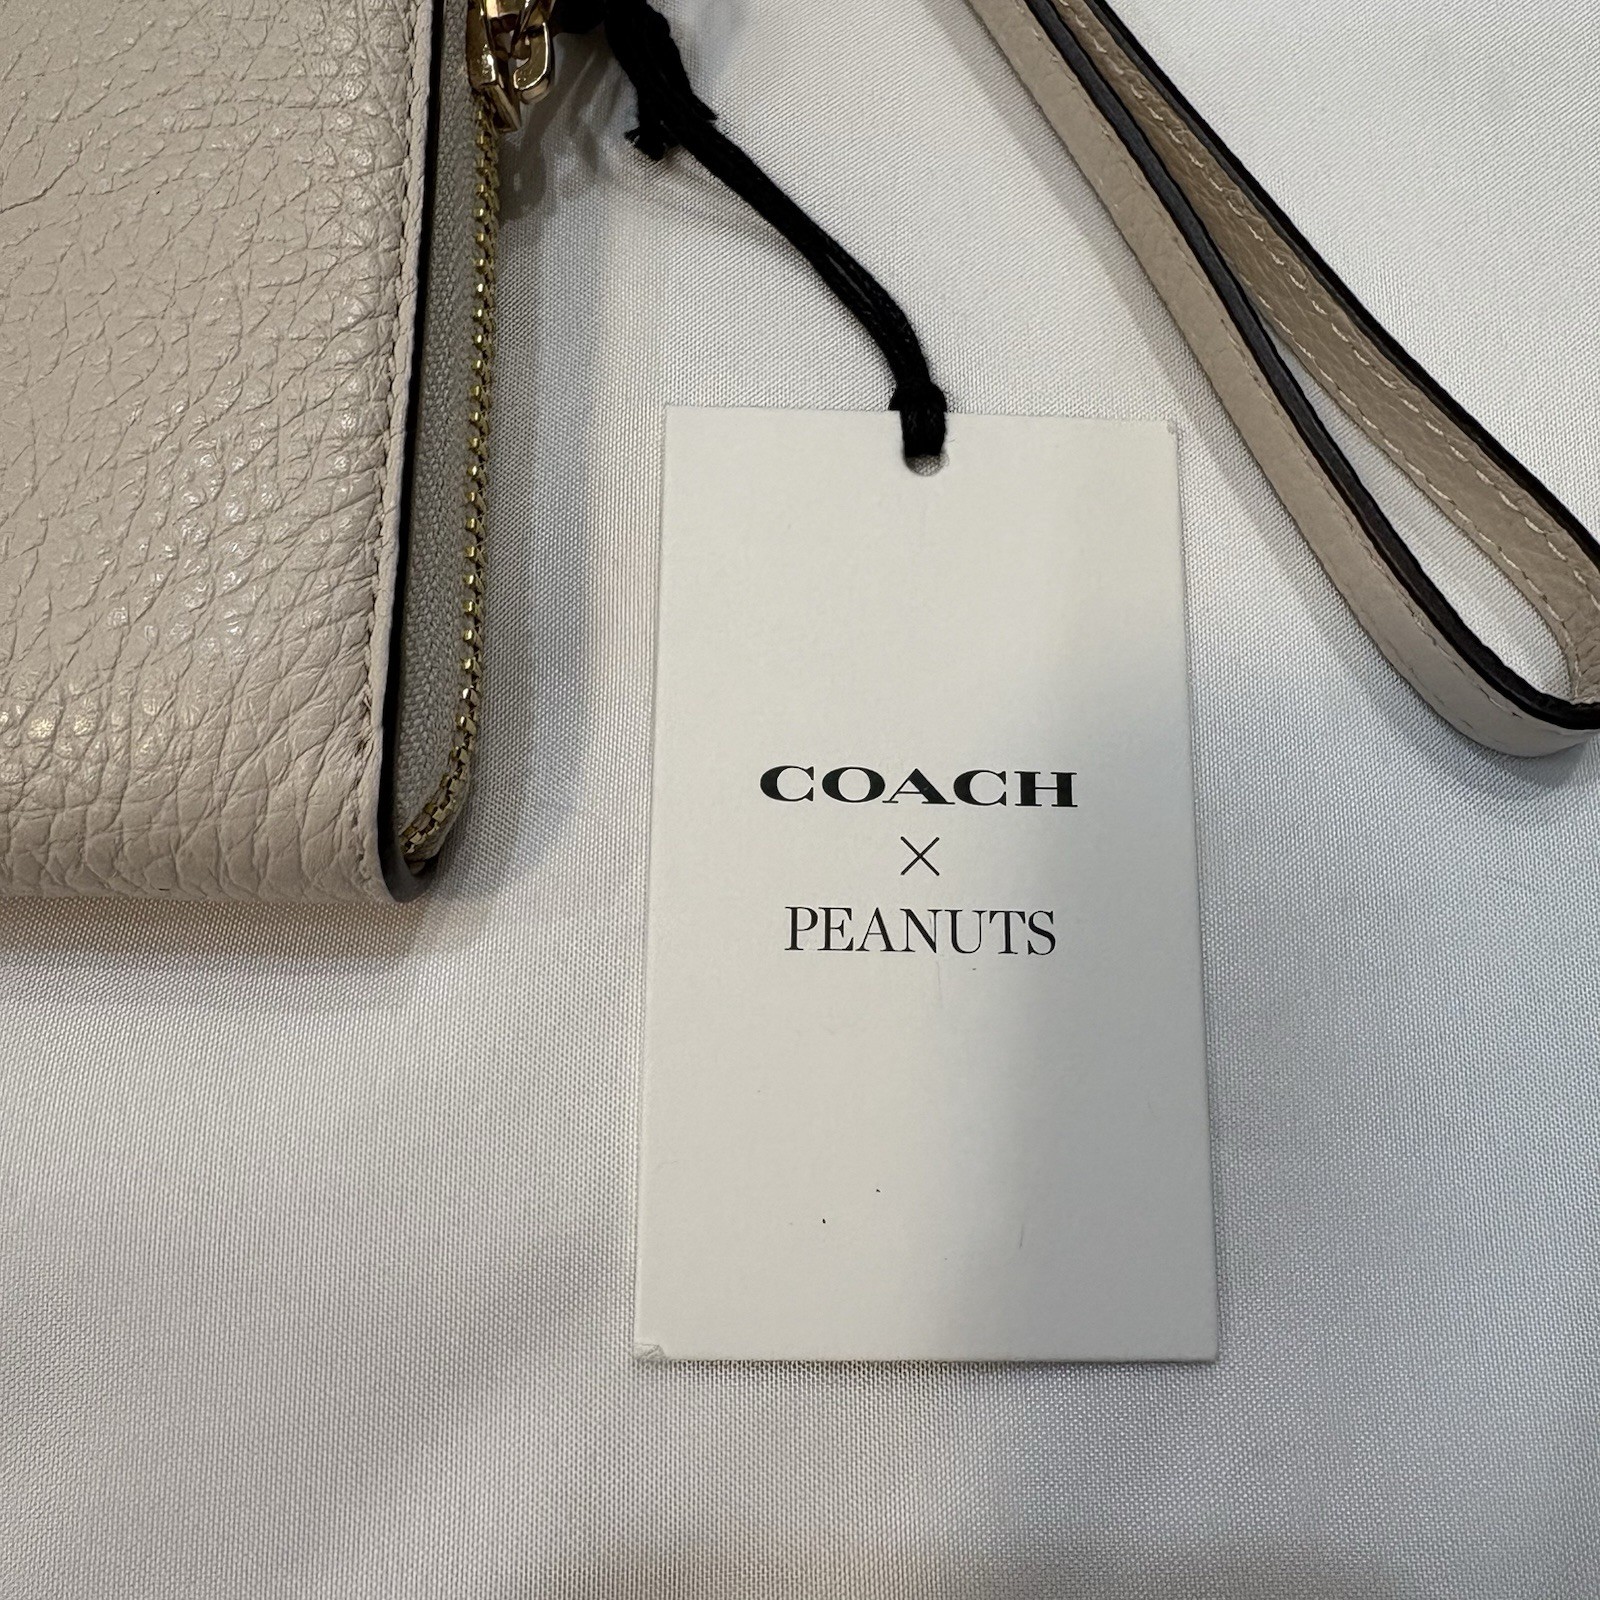 COACH
×
PEANUTS